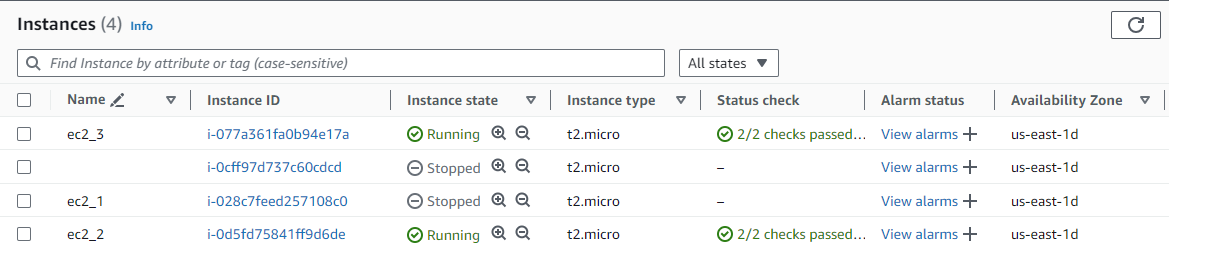 Instances (4) Info
Find Instance by attribute or tag (case-sensitive) All states
Name Instance ID Instance state Instance type Status check Alarm status Availability Zone
ec2_3 i-077a361fa0b94e17a Running t2.micro 2/2 checks passed... View alarms + us-east-1d
i-0cff97d737c60cdcd Stopped t2.micro – View alarms + us-east-1d
ec2_1 i-028c7feed257108c0 Stopped t2.micro – View alarms + us-east-1d
ec2_2 i-0d5fd75841ff9d6de Running t2.micro 2/2 checks passed... View alarms + us-east-1d